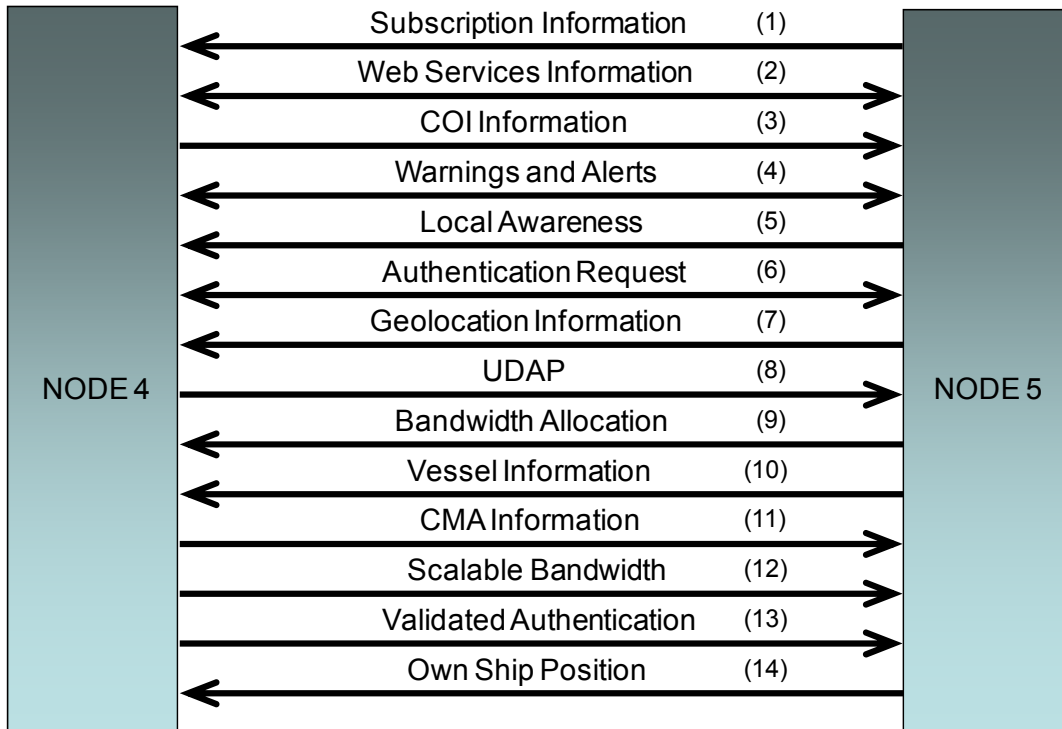 Subscription Information (1)
Web Services Information (2)
COI Information (3)
Warnings and Alerts (4)
Local Awareness (5)
Authentication Request (6)
Geolocation Information (7)
UDAP (8)
NODE 4
NODE 5
Bandwidth Allocation (9)
Vessel Information (10)
CMA Information (11)
Scalable Bandwidth (12)
Validated Authentication (13)
Own Ship Position (14)